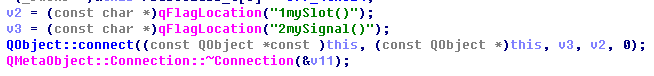 v2 = (const char *)qFlagLocation("1mySlot()");
v3 = (const char *)qFlagLocation("2mySignal()");
QObject::connect((const QObject *const )this, (const QObject *)this, v3, v2, 0);
QMetaObject::Connection::~Connection(&v11);